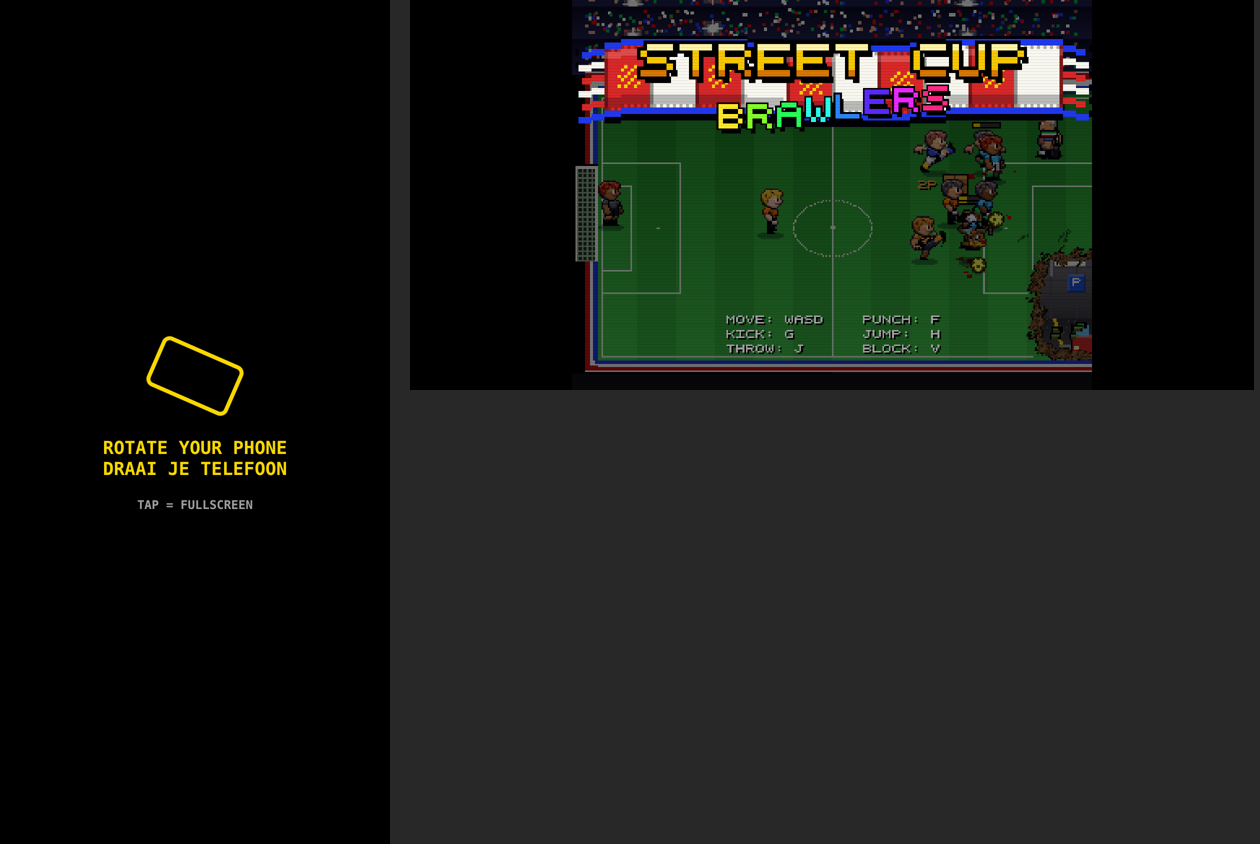 ROTATE YOUR PHONE
DRAAI JE TELEFOON
TAP = FULLSCREEN
STREET CUP
BRAWLERS
2P
P
MOVE: WASD PUNCH: F
KICK: G JUMP: H
THROW: J BLOCK: V